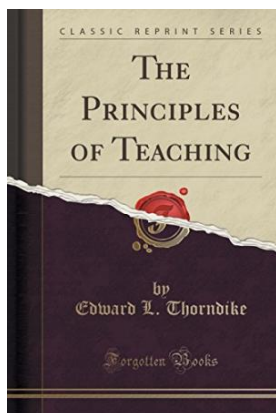 CLASSIC REPRINT SERIES
THE
PRINCIPLES
OF TEACHING
by
Edward L. Thorndike
Forgotten Books